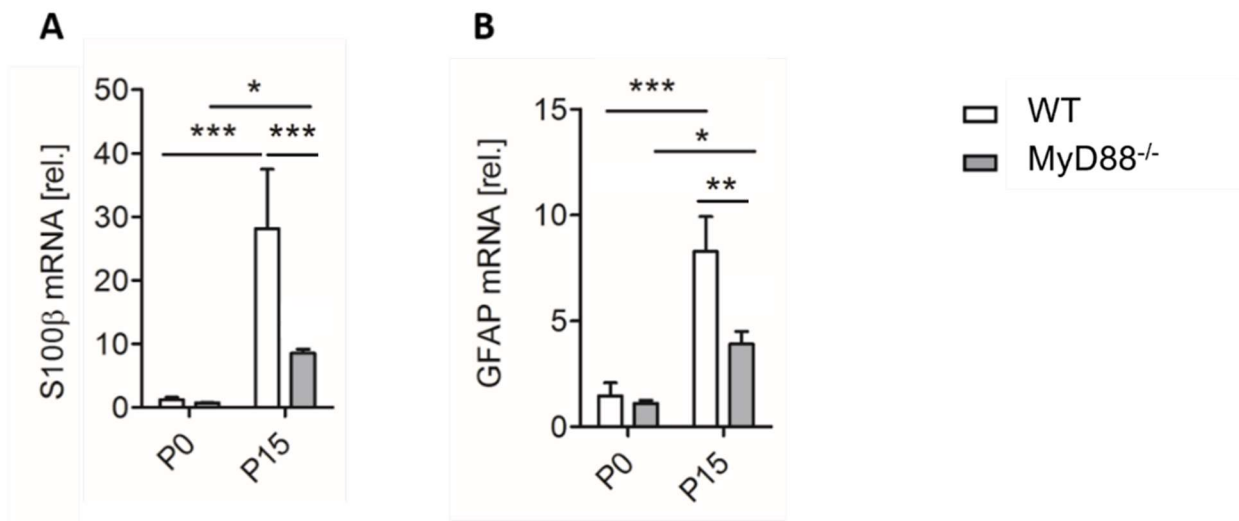 A
S100β mRNA [rel.]
50
40
30
20
10
0
*
*** ***
P0
P15
B
GFAP mRNA [rel.]
15
10
5
0
***
*
**
P0
P15
WT
MyD88-/-